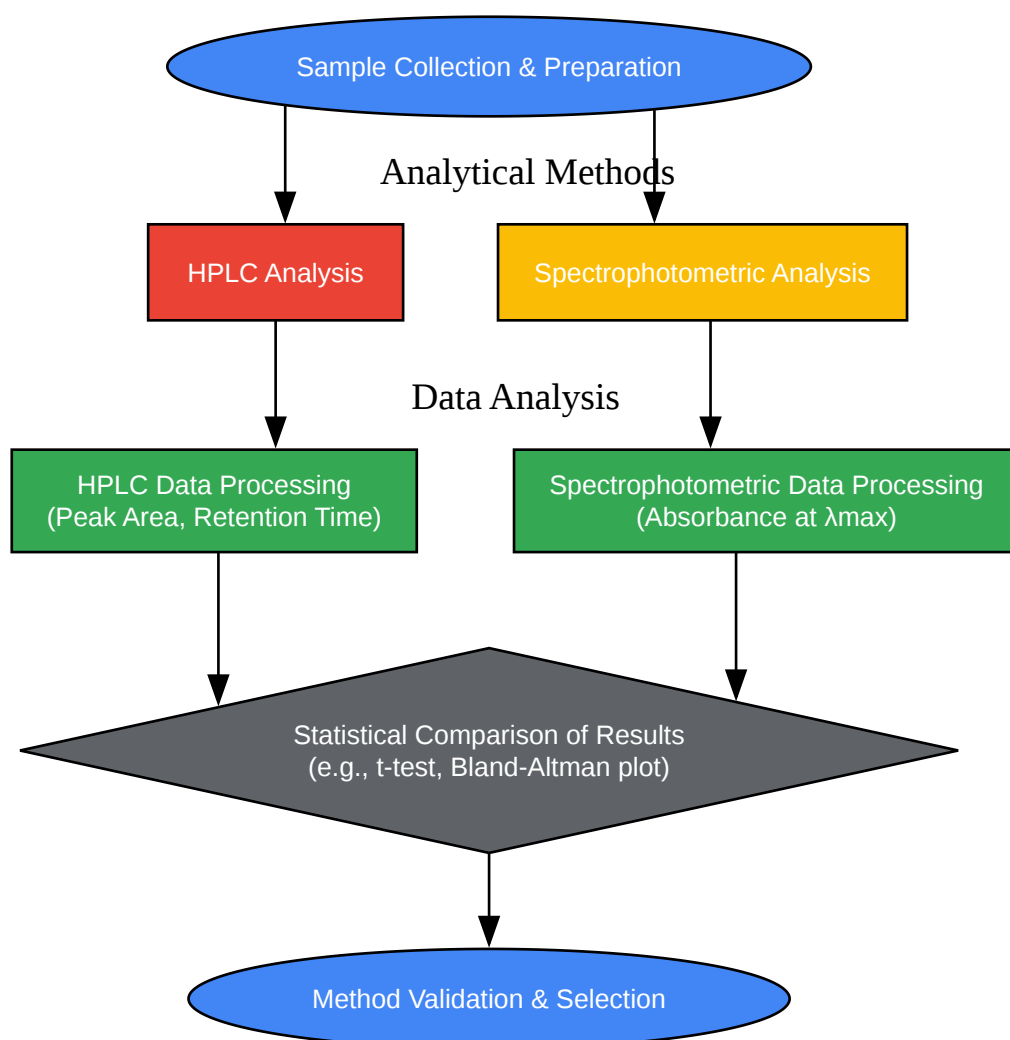 Sample Collection & Preparation
Analytical Methods
HPLC Analysis
Spectrophotometric Analysis
Data Analysis
HPLC Data Processing
(Peak Area, Retention Time)
Spectrophotometric Data Processing
(Absorbance at λmax)
Statistical Comparison of Results
(e.g., t-test, Bland-Altman plot)
Method Validation & Selection